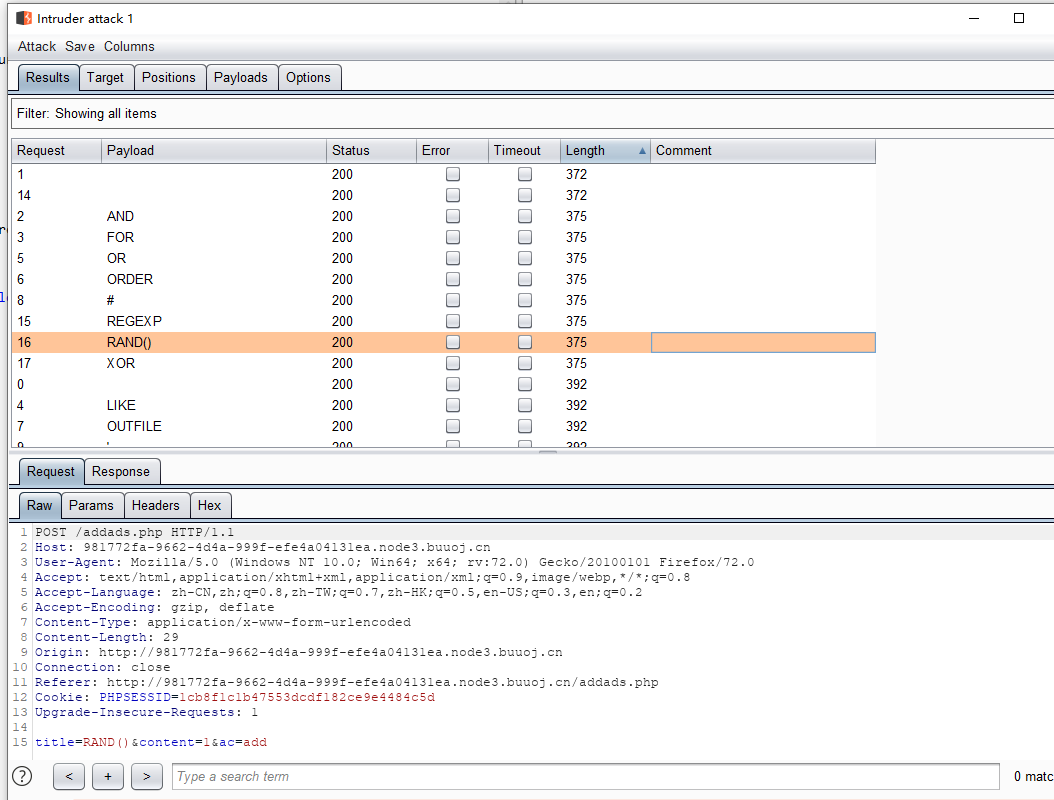 Intruder attack 1
Attack Save Columns
Results Target Positions Payloads Options
Filter: Showing all items
Request Payload Status Error Timeout Length Comment
1 200 372
14 200 372
2 AND 200 375
3 FOR 200 375
5 OR 200 375
6 ORDER 200 375
8 # 200 375
15 REGEXP 200 375
16 RAND() 200 375
17 XOR 200 375
0 200 392
4 LIKE 200 392
7 OUTFILE 200 392
9 ' 200 392
Request Response
Raw Params Headers Hex
1 POST /addads.php HTTP/1.1
2 Host: 981772fa-9662-4d4a-999f-efe4a04131ea.node3.buuoj.cn
3 User-Agent: Mozilla/5.0 (Windows NT 10.0; Win64; x64; rv:72.0) Gecko/20100101 Firefox/72.0
4 Accept: text/html,application/xhtml+xml,application/xml;q=0.9,image/webp,*/*;q=0.8
5 Accept-Language: zh-CN,zh;q=0.8,zh-TW;q=0.7,zh-HK;q=0.5,en-US;q=0.3,en;q=0.2
6 Accept-Encoding: gzip, deflate
7 Content-Type: application/x-www-form-urlencoded
8 Content-Length: 29
9 Origin: http://981772fa-9662-4d4a-999f-efe4a04131ea.node3.buuoj.cn
10 Connection: close
11 Referer: http://981772fa-9662-4d4a-999f-efe4a04131ea.node3.buuoj.cn/addads.php
12 Cookie: PHPSESSID=1cb8f1c1b47553dcdf182ce9e4484c5d
13 Upgrade-Insecure-Requests: 1
14
15 title=RAND()&content=1&ac=add
? < + > Type a search term 0 matc